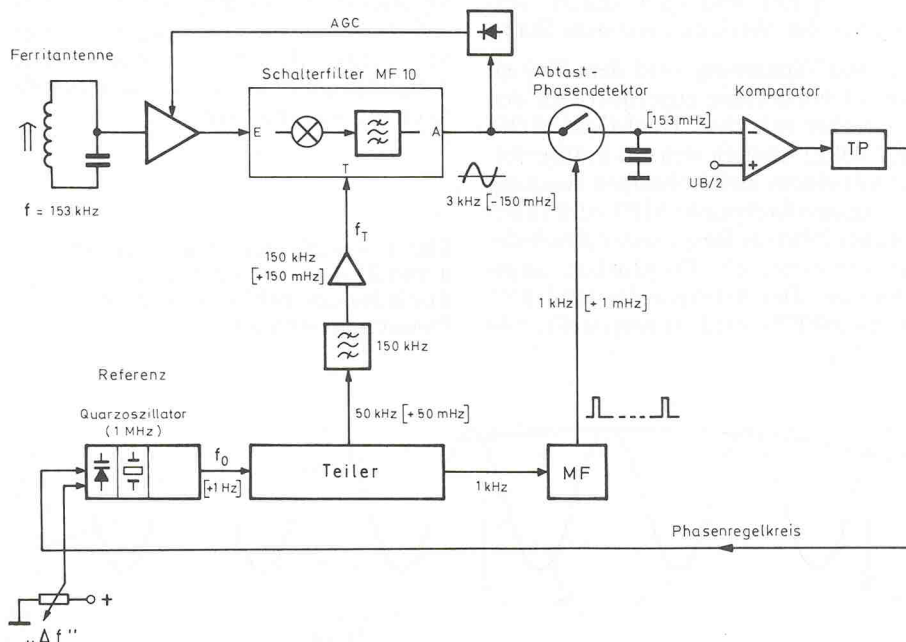 AGC
Ferritantenne
Schalterfilter MF 10
Abtast-
Phasendetektor
Komparator
[153 mHz]
E
A
T
−
+
TP
UB/2
f = 153 kHz
3 kHz [-150 mHz]
f_T
150 kHz
[+150 mHz]
1 kHz [+ 1 mHz]
150 kHz
Referenz
Quarzoszillator
( 1 MHz )
50 kHz [+ 50 mHz]
f_0
[+1 Hz]
Teiler
1 kHz
MF
Phasenregelkreis
+
„Δ f"